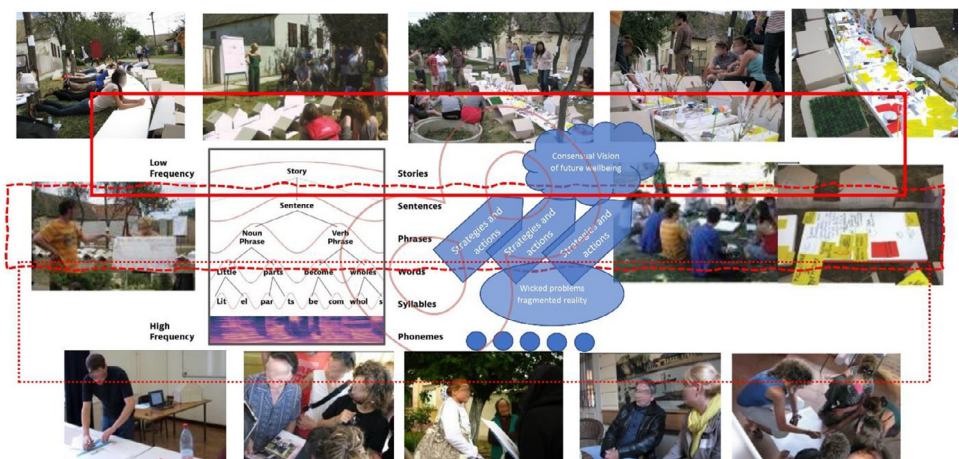 Low
Frequency
Story
Stories
Consensual Vision
of future wellbeing
Sentence
Sentences
Noun
Phrase
Verb
Phrase
Phrases
Strategies and
actions
Strategies and
actions
Strategies and
actions
Little parts become wholes
Words
Lit el par ts be com whol s
Syllables
Wicked problems
fragmented reality
High
Frequency
Phonemes